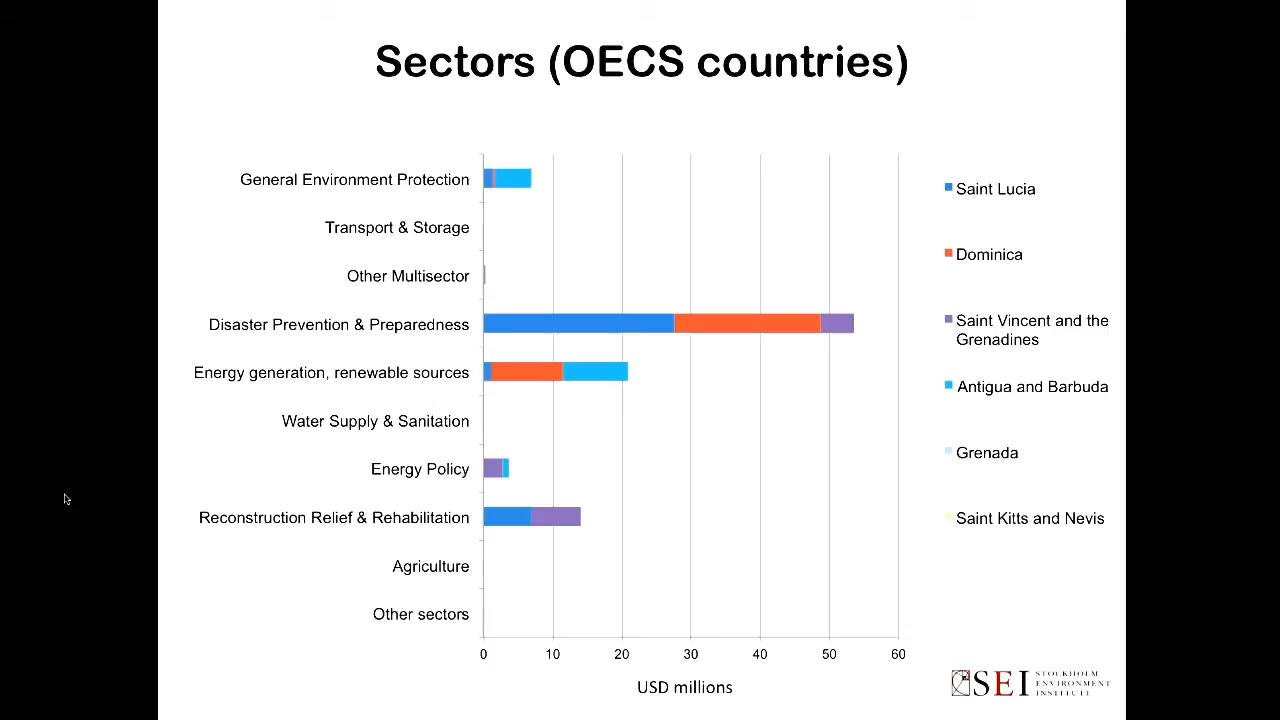 Sectors (OECS countries)
General Environment Protection
Transport & Storage
Other Multisector
Disaster Prevention & Preparedness
Energy generation, renewable sources
Water Supply & Sanitation
Energy Policy
Reconstruction Relief & Rehabilitation
Agriculture
Other sectors
0 10 20 30 40 50 60
USD millions
Saint Lucia
Dominica
Saint Vincent and the
Grenadines
Antigua and Barbuda
Grenada
Saint Kitts and Nevis
SEI
STOCKHOLM
ENVIRONMENT
INSTITUTE